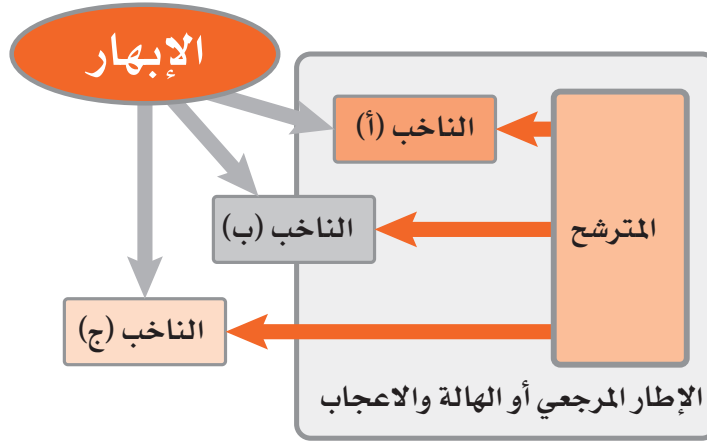 الإبهار
الناخب (أ)
الناخب (ب)
المترشح
الناخب (ج)
الإطار المرجعي أو الهالة والاعجاب